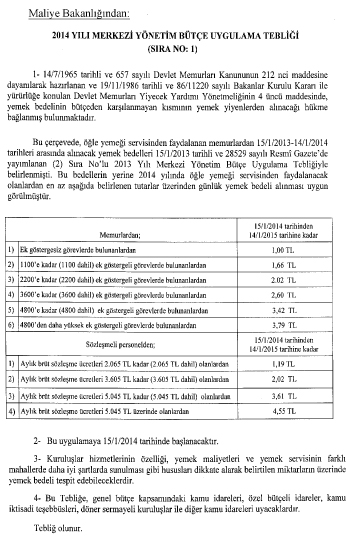 Maliye Bakanlığından:
2014 YILI MERKEZİ YÖNETİM BÜTÇE UYGULAMA TEBLİĞİ
(SIRA NO: 1)
1- 14/7/1965 tarihli ve 657 sayılı Devlet Memurları Kanununun 212 nci maddesine
dayanılarak hazırlanan ve 19/11/1986 tarihli ve 86/11220 sayılı Bakanlar Kurulu Kararı ile
yürürlüğe konulan Devlet Memurları Yiyecek Yardımı Yönetmeliğinin 4 üncü maddesinde,
yemek bedelinin bütçeden karşılanmayan kısmının yemek yiyenlerden alınacağı hükme
bağlanmış bulunmaktadır.
Bu çerçevede, öğle yemeği servisinden faydalanan memurlardan 15/1/2013-14/1/2014
tarihleri arasında alınacak yemek bedelleri 15/1/2013 tarihli ve 28529 sayılı Resmî Gazete'de
yayımlanan (2) Sıra No'lu 2013 Yılı Merkezi Yönetim Bütçe Uygulama Tebliğiyle
belirlenmişti. Bu bedellerin yerine 2014 yılında öğle yemeği servisinden faydalanacak
olanlardan en az aşağıda belirlenen tutarlar üzerinden günlük yemek bedeli alınması uygun
görülmüştür.
Memurlardan; 15/1/2014 tarihinden 14/1/2015 tarihine kadar
1) Ek göstergesiz görevlerde bulunanlardan 1,00 TL
2) 1100'e kadar (1100 dahil) ek göstergeli görevlerde bulunanlardan 1,66 TL
3) 2200'e kadar (2200 dahil) ek göstergeli görevlerde bulunanlardan 2.02 TL
4) 3600'e kadar (3600 dahil) ek göstergeli görevlerde bulunanlardan 2,60 TL
5) 4800'e kadar (4800 dahil) ek göstergeli görevlerde bulunanlardan 3,42 TL
6) 4800'den daha yüksek ek göstergeli görevlerde bulunanlardan 3,79 TL
Sözleşmeli personelden; 15/1/2014 tarihinden 14/1/2015 tarihine kadar
1) Aylık brüt sözleşme ücretleri 2.065 TL kadar (2.065 TL dahil) olanlardan 1,19 TL
2) Aylık brüt sözleşme ücretleri 3.605 TL kadar (3.605 TL dahil) olanlardan 2,02 TL
3) Aylık brüt sözleşme ücretleri 5.045 TL kadar (5.045 TL dahil) olanlardan 3,61 TL
4) Aylık brüt sözleşme ücretleri 5.045 TL üzerinde olanlardan 4,55 TL
2- Bu uygulamaya 15/1/2014 tarihinde başlanacaktır.
3- Kuruluşlar hizmetlerinin özelliği, yemek maliyetleri ve yemek servisinin farklı
mahallerde daha iyi şartlarda sunulması gibi hususları dikkate alarak belirtilen miktarların üzerinde
yemek bedeli tespit edebileceklerdir.
4- Bu Tebliğe, genel bütçe kapsamındaki kamu idareleri, özel bütçeli idareler, kamu
iktisadi teşebbüsleri, döner sermayeli kuruluşlar ile diğer kamu idareleri uyacaklardır.
Tebliğ olunur.